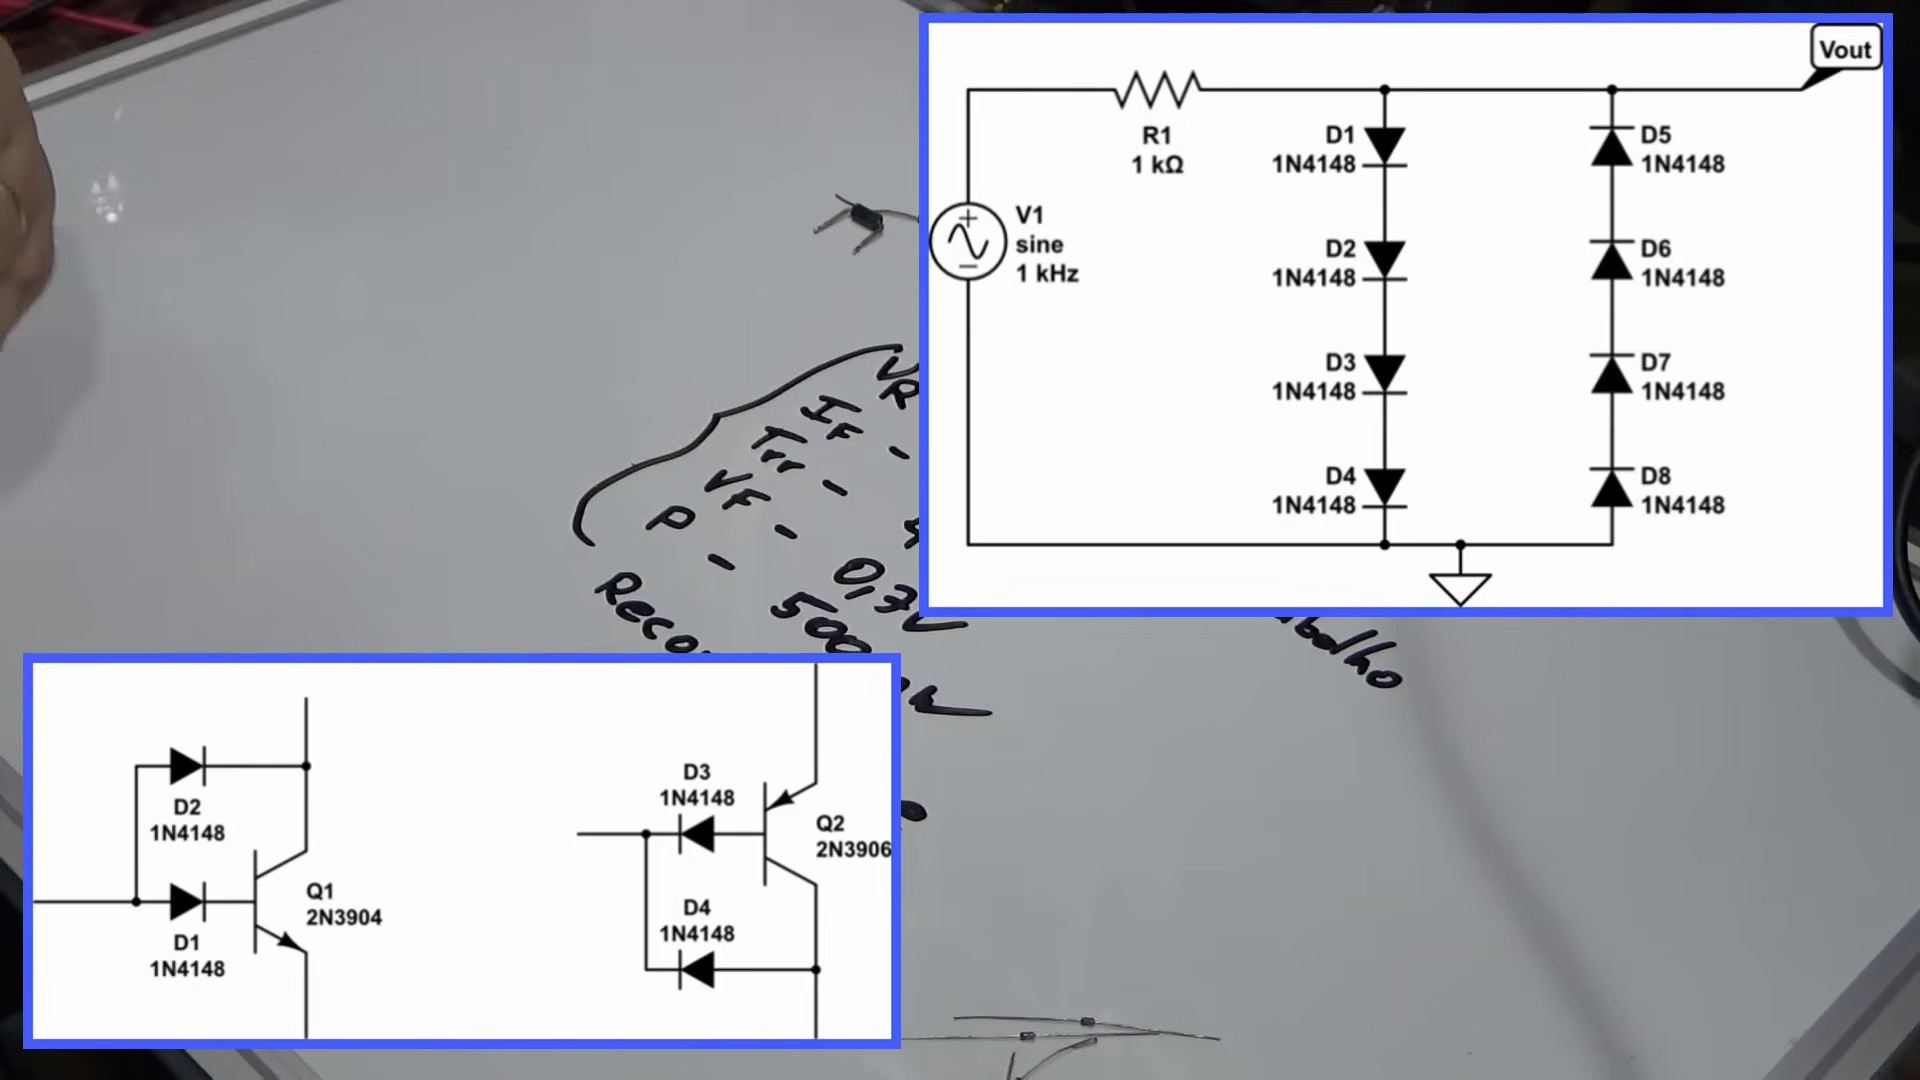 Vout
R1
1 kΩ
V1
sine
1 kHz
D1
1N4148
D2
1N4148
D3
1N4148
D4
1N4148
D5
1N4148
D6
1N4148
D7
1N4148
D8
1N4148
VR
IF -
Trr -
VF -
P -
0,7V
500
D2
1N4148
D1
1N4148
Q1
2N3904
D3
1N4148
D4
1N4148
Q2
2N3906